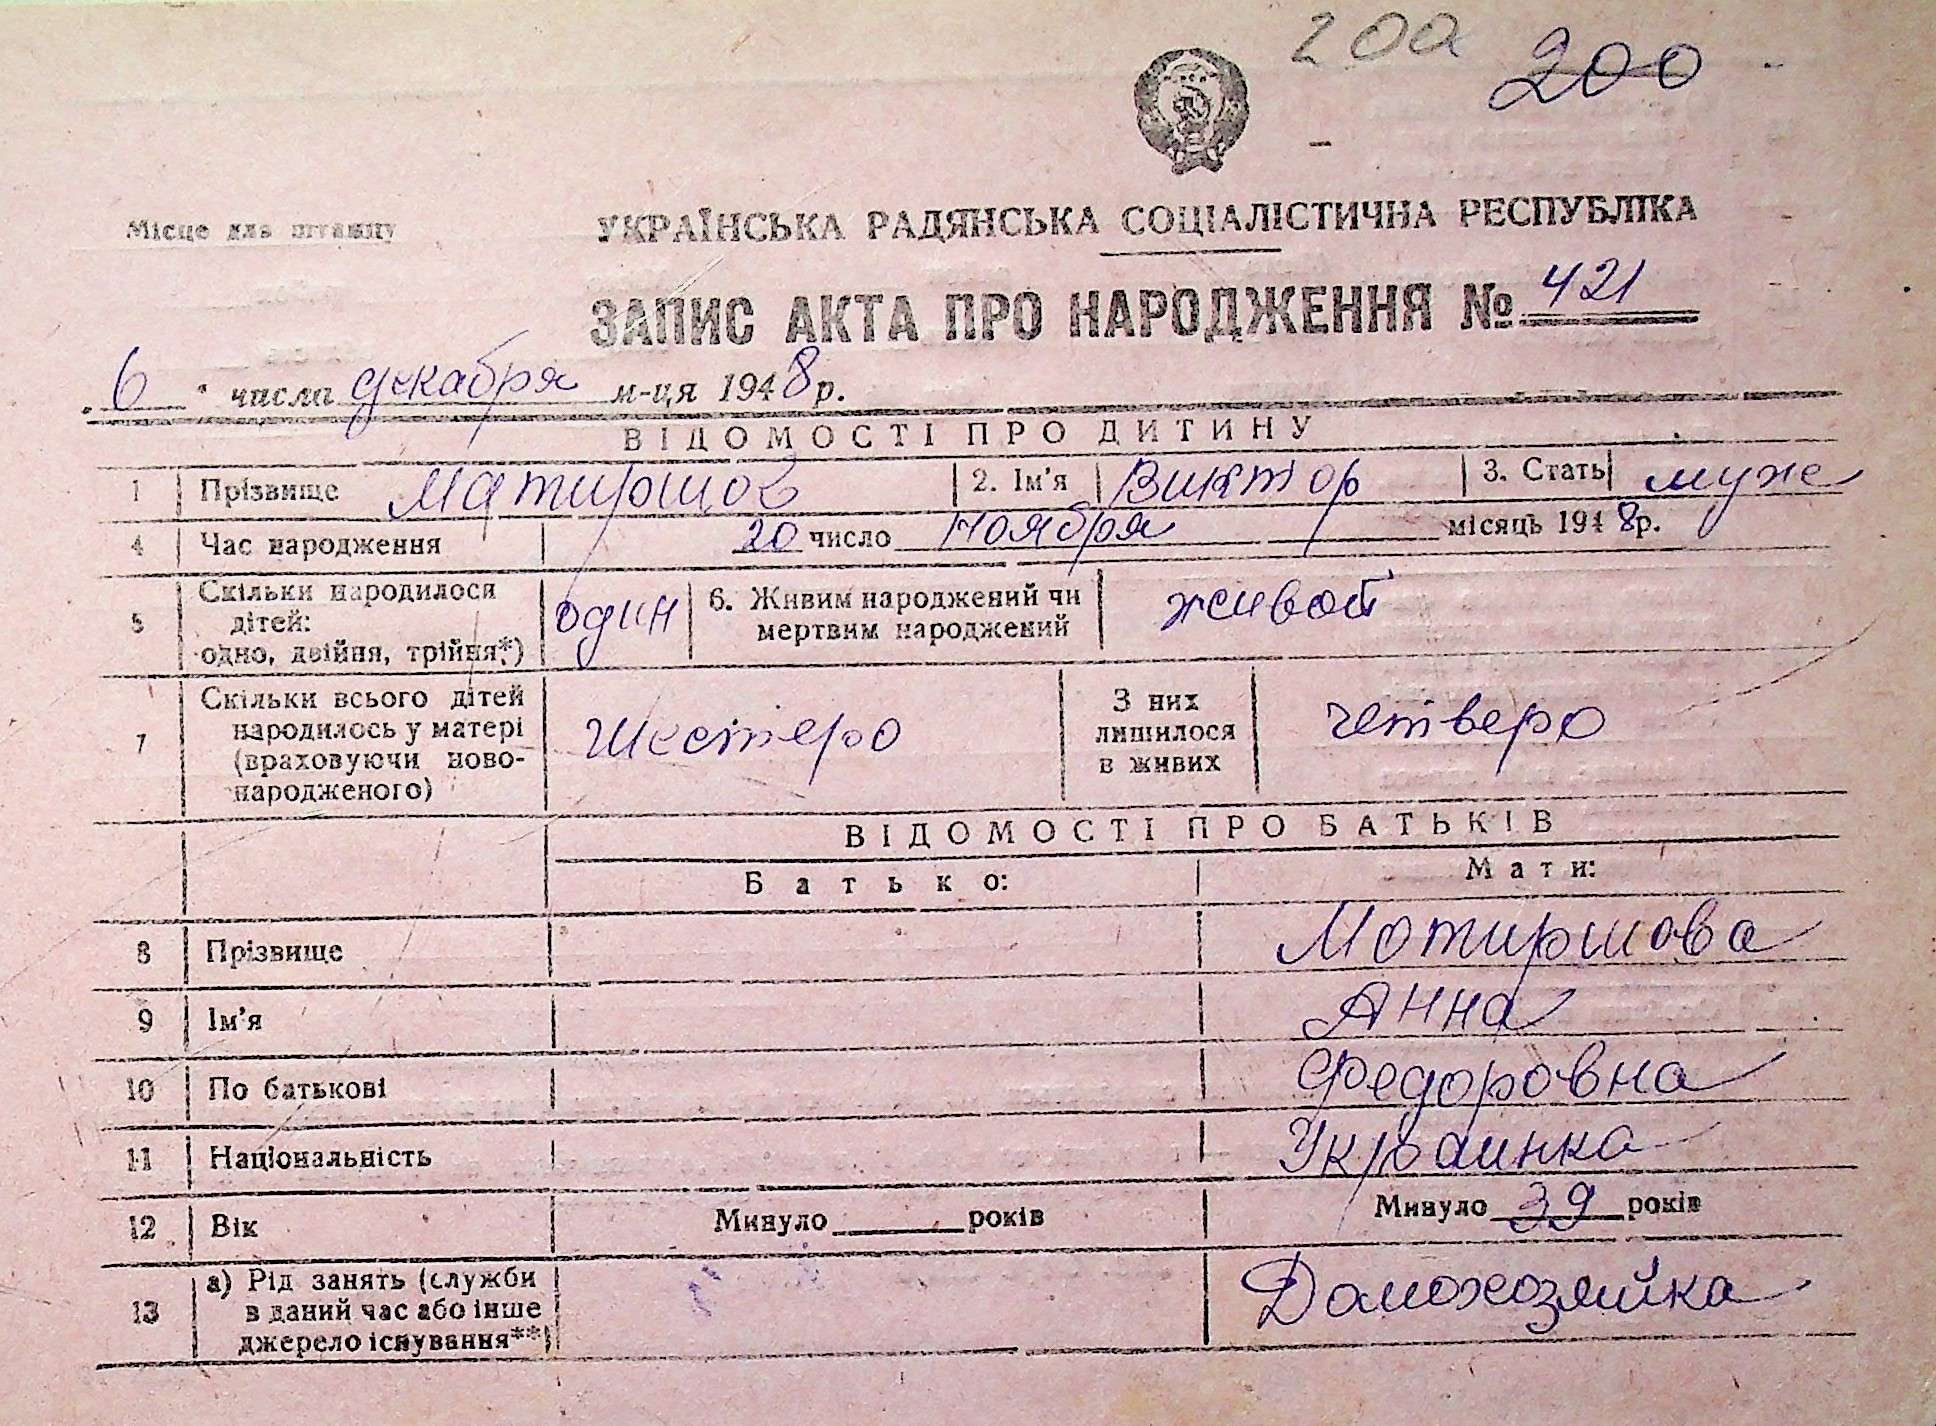 200
200
Місце для штампу
УКРАЇНСЬКА РАДЯНСЬКА СОЦІАЛІСТИЧНА РЕСПУБЛІКА
ЗАПИС АКТА ПРО НАРОДЖЕННЯ № 421
„6" числа декабря м-ця 1948 р.
ВІДОМОСТІ ПРО ДИТИНУ
1 Прізвище Матиршов 2. Ім'я Виктор 3. Стать муже
4 Час народження 20 число ноября місяць 1948 р.
5 Скільки народилося дітей: одно, двійня, трійня*) один 6. Живим народжений чи мертвим народжений живой
7 Скільки всього дітей народилось у матері (враховуючи новонародженого) шестеро З них лишилося в живих четверо
ВІДОМОСТІ ПРО БАТЬКІВ
Батько: Мати:
8 Прізвище Мотиршова
9 Ім'я Анна
10 По батькові Федоровна
11 Національність Украинка
12 Вік Минуло років Минуло 39 років
13 а) Рід занять (служби в даний час або інше джерело існування**) Домохозяйка